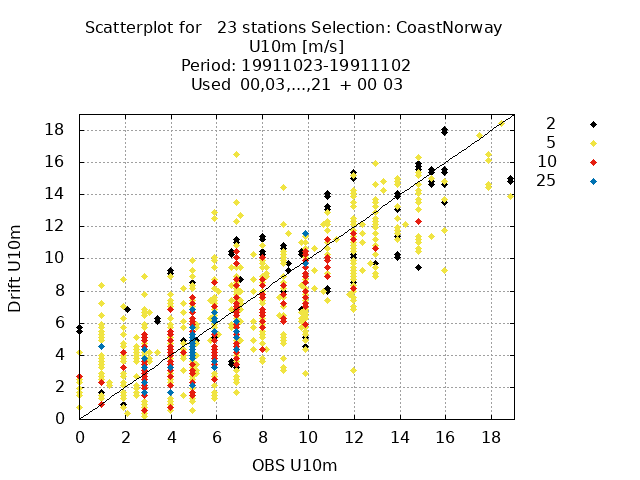 Scatterplot for   23 stations Selection: CoastNorway
U10m [m/s]
Period: 19911023-19911102
Used  00,03,...,21  + 00 03
2
5
10
25
18
16
14
12
10
8
6
4
2
0
Drift U10m
0 2 4 6 8 10 12 14 16 18
OBS U10m